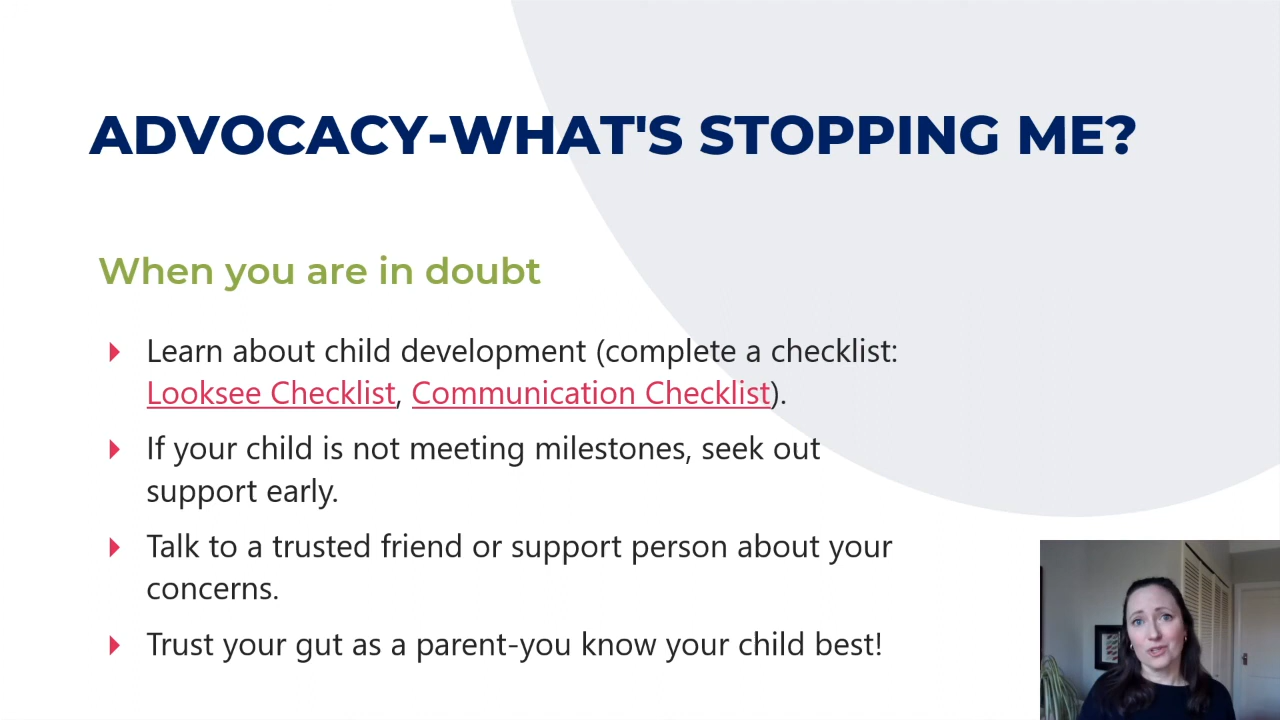 ADVOCACY-WHAT'S STOPPING ME?
When you are in doubt
Learn about child development (complete a checklist:
Looksee Checklist, Communication Checklist).
If your child is not meeting milestones, seek out
support early.
Talk to a trusted friend or support person about your
concerns.
Trust your gut as a parent-you know your child best!